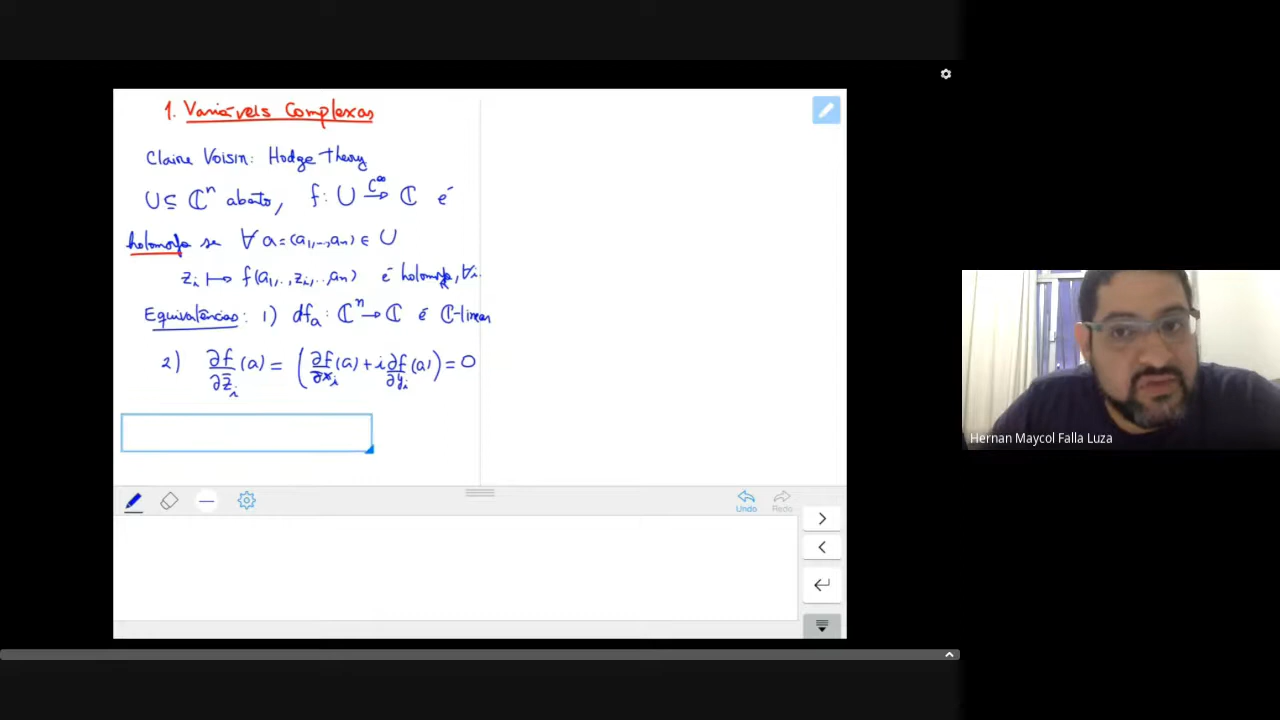 1. Variáveis Complexas
Claire Voisin: Hodge Theory
U ⊆ ℂⁿ aberto, f: U →^{C^∞} ℂ é
holomorfa se ∀ a=(a₁,…,aₙ) ∈ U
zᵢ ↦ f(a₁,…,zᵢ,…,aₙ) é holomorfa, ∀i.
Equivalências: 1) df_a : ℂⁿ → ℂ é ℂ-linear
2) ∂f/∂z̄ᵢ (a) = (∂f/∂xᵢ (a) + i ∂f/∂yᵢ (a)) = 0
Undo
Redo
Hernan Maycol Falla Luza